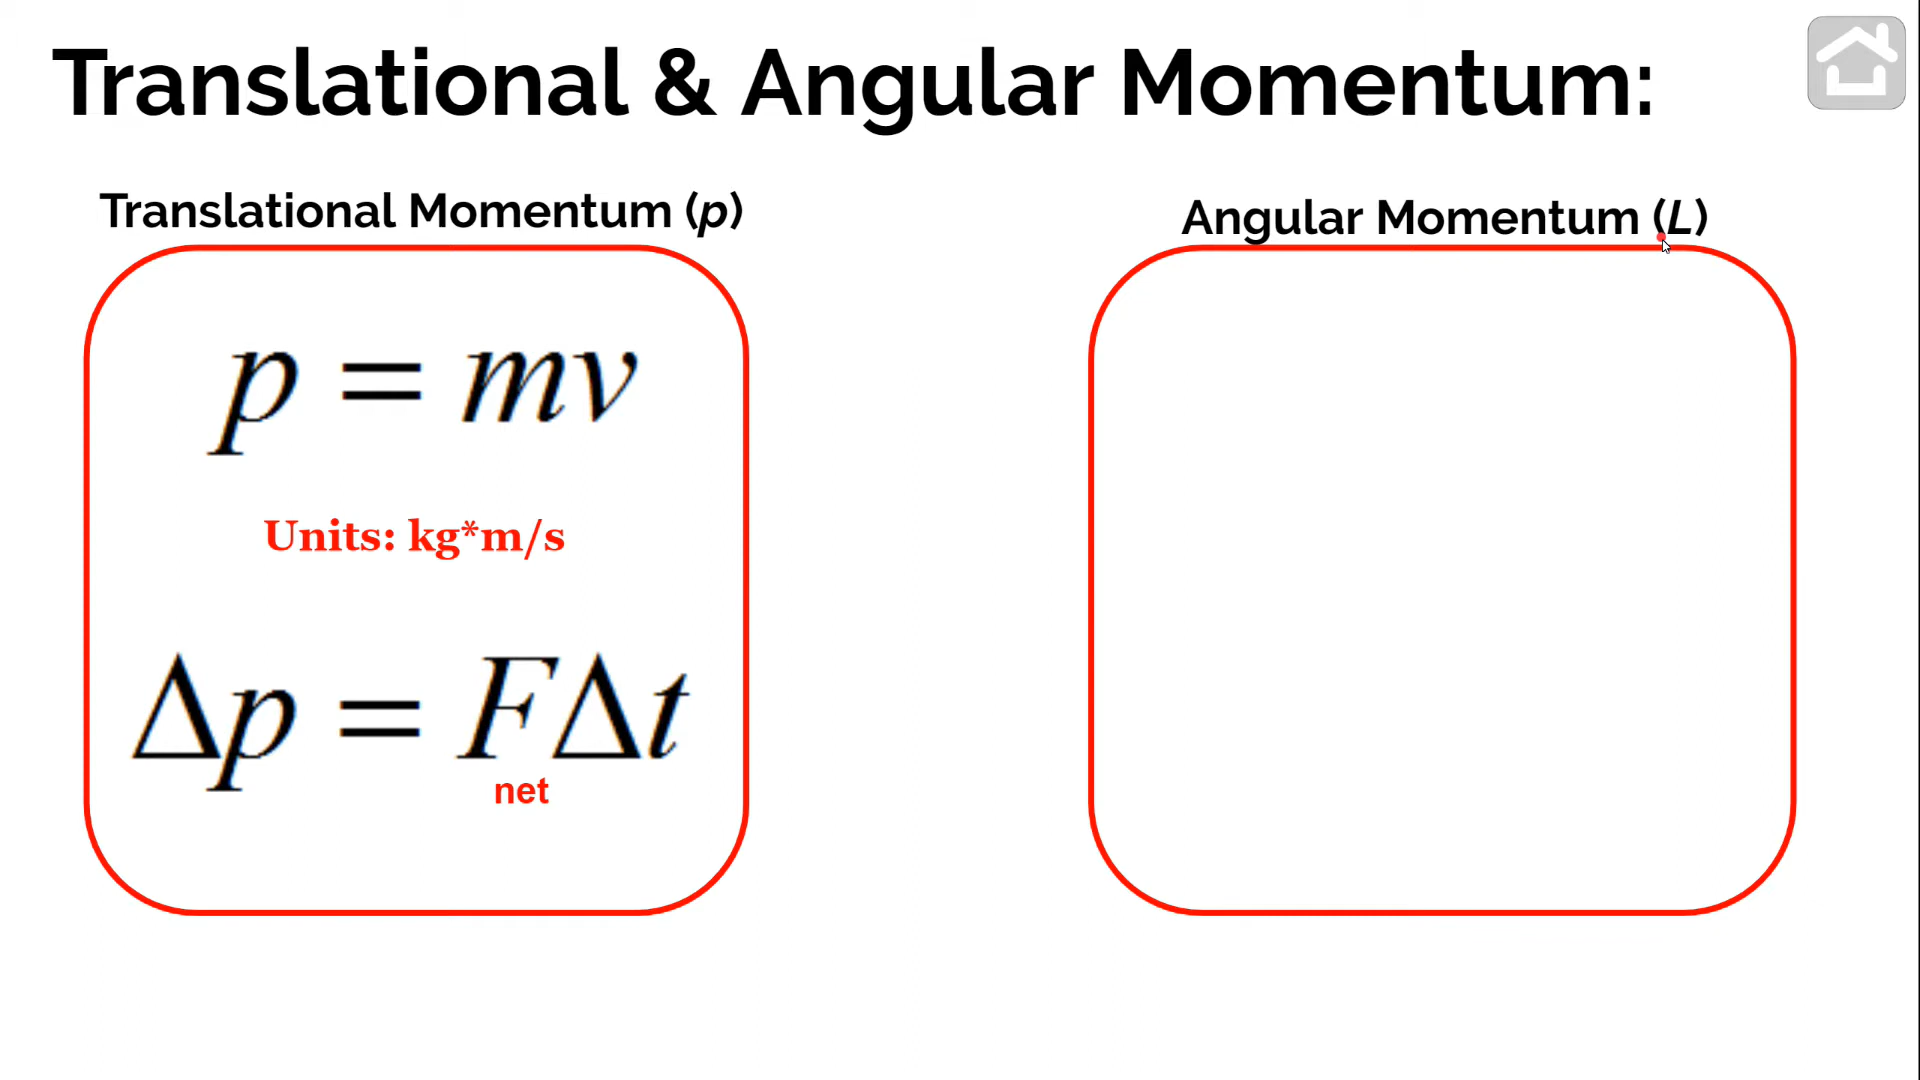 Translational & Angular Momentum:
Translational Momentum (p)
p = mv
Units: kg*m/s
Δp = FΔt
net
Angular Momentum (L)